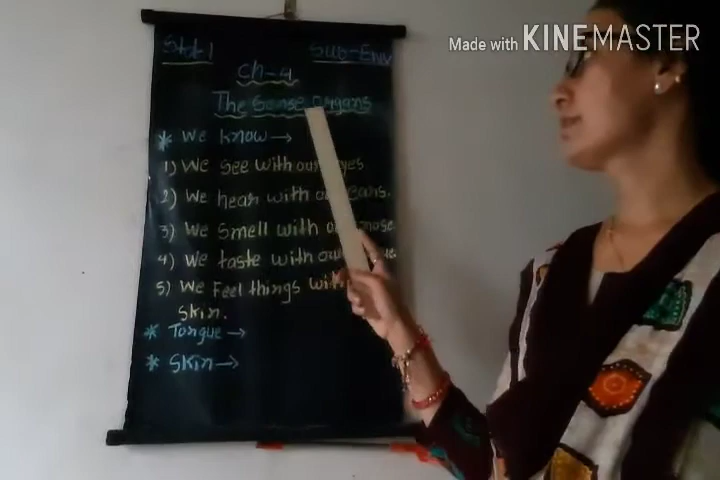 Made with KINEMASTER
Std-1 Sub-Env
Ch-4
The Sense Organs
* We know →
1) We see with our eyes
2) We hear with our ears.
3) We smell with our nose
4) We taste with our
5) We Feel things with
skin.
* Tongue →
* Skin →